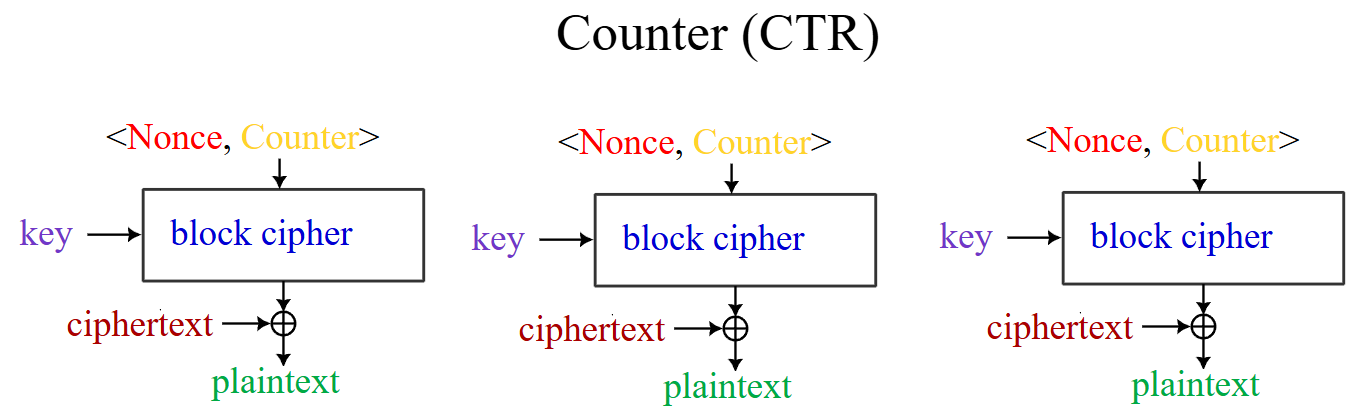 Counter (CTR)
<Nonce, Counter>
key
block cipher
ciphertext
plaintext
<Nonce, Counter>
key
block cipher
ciphertext
plaintext
<Nonce, Counter>
key
block cipher
ciphertext
plaintext